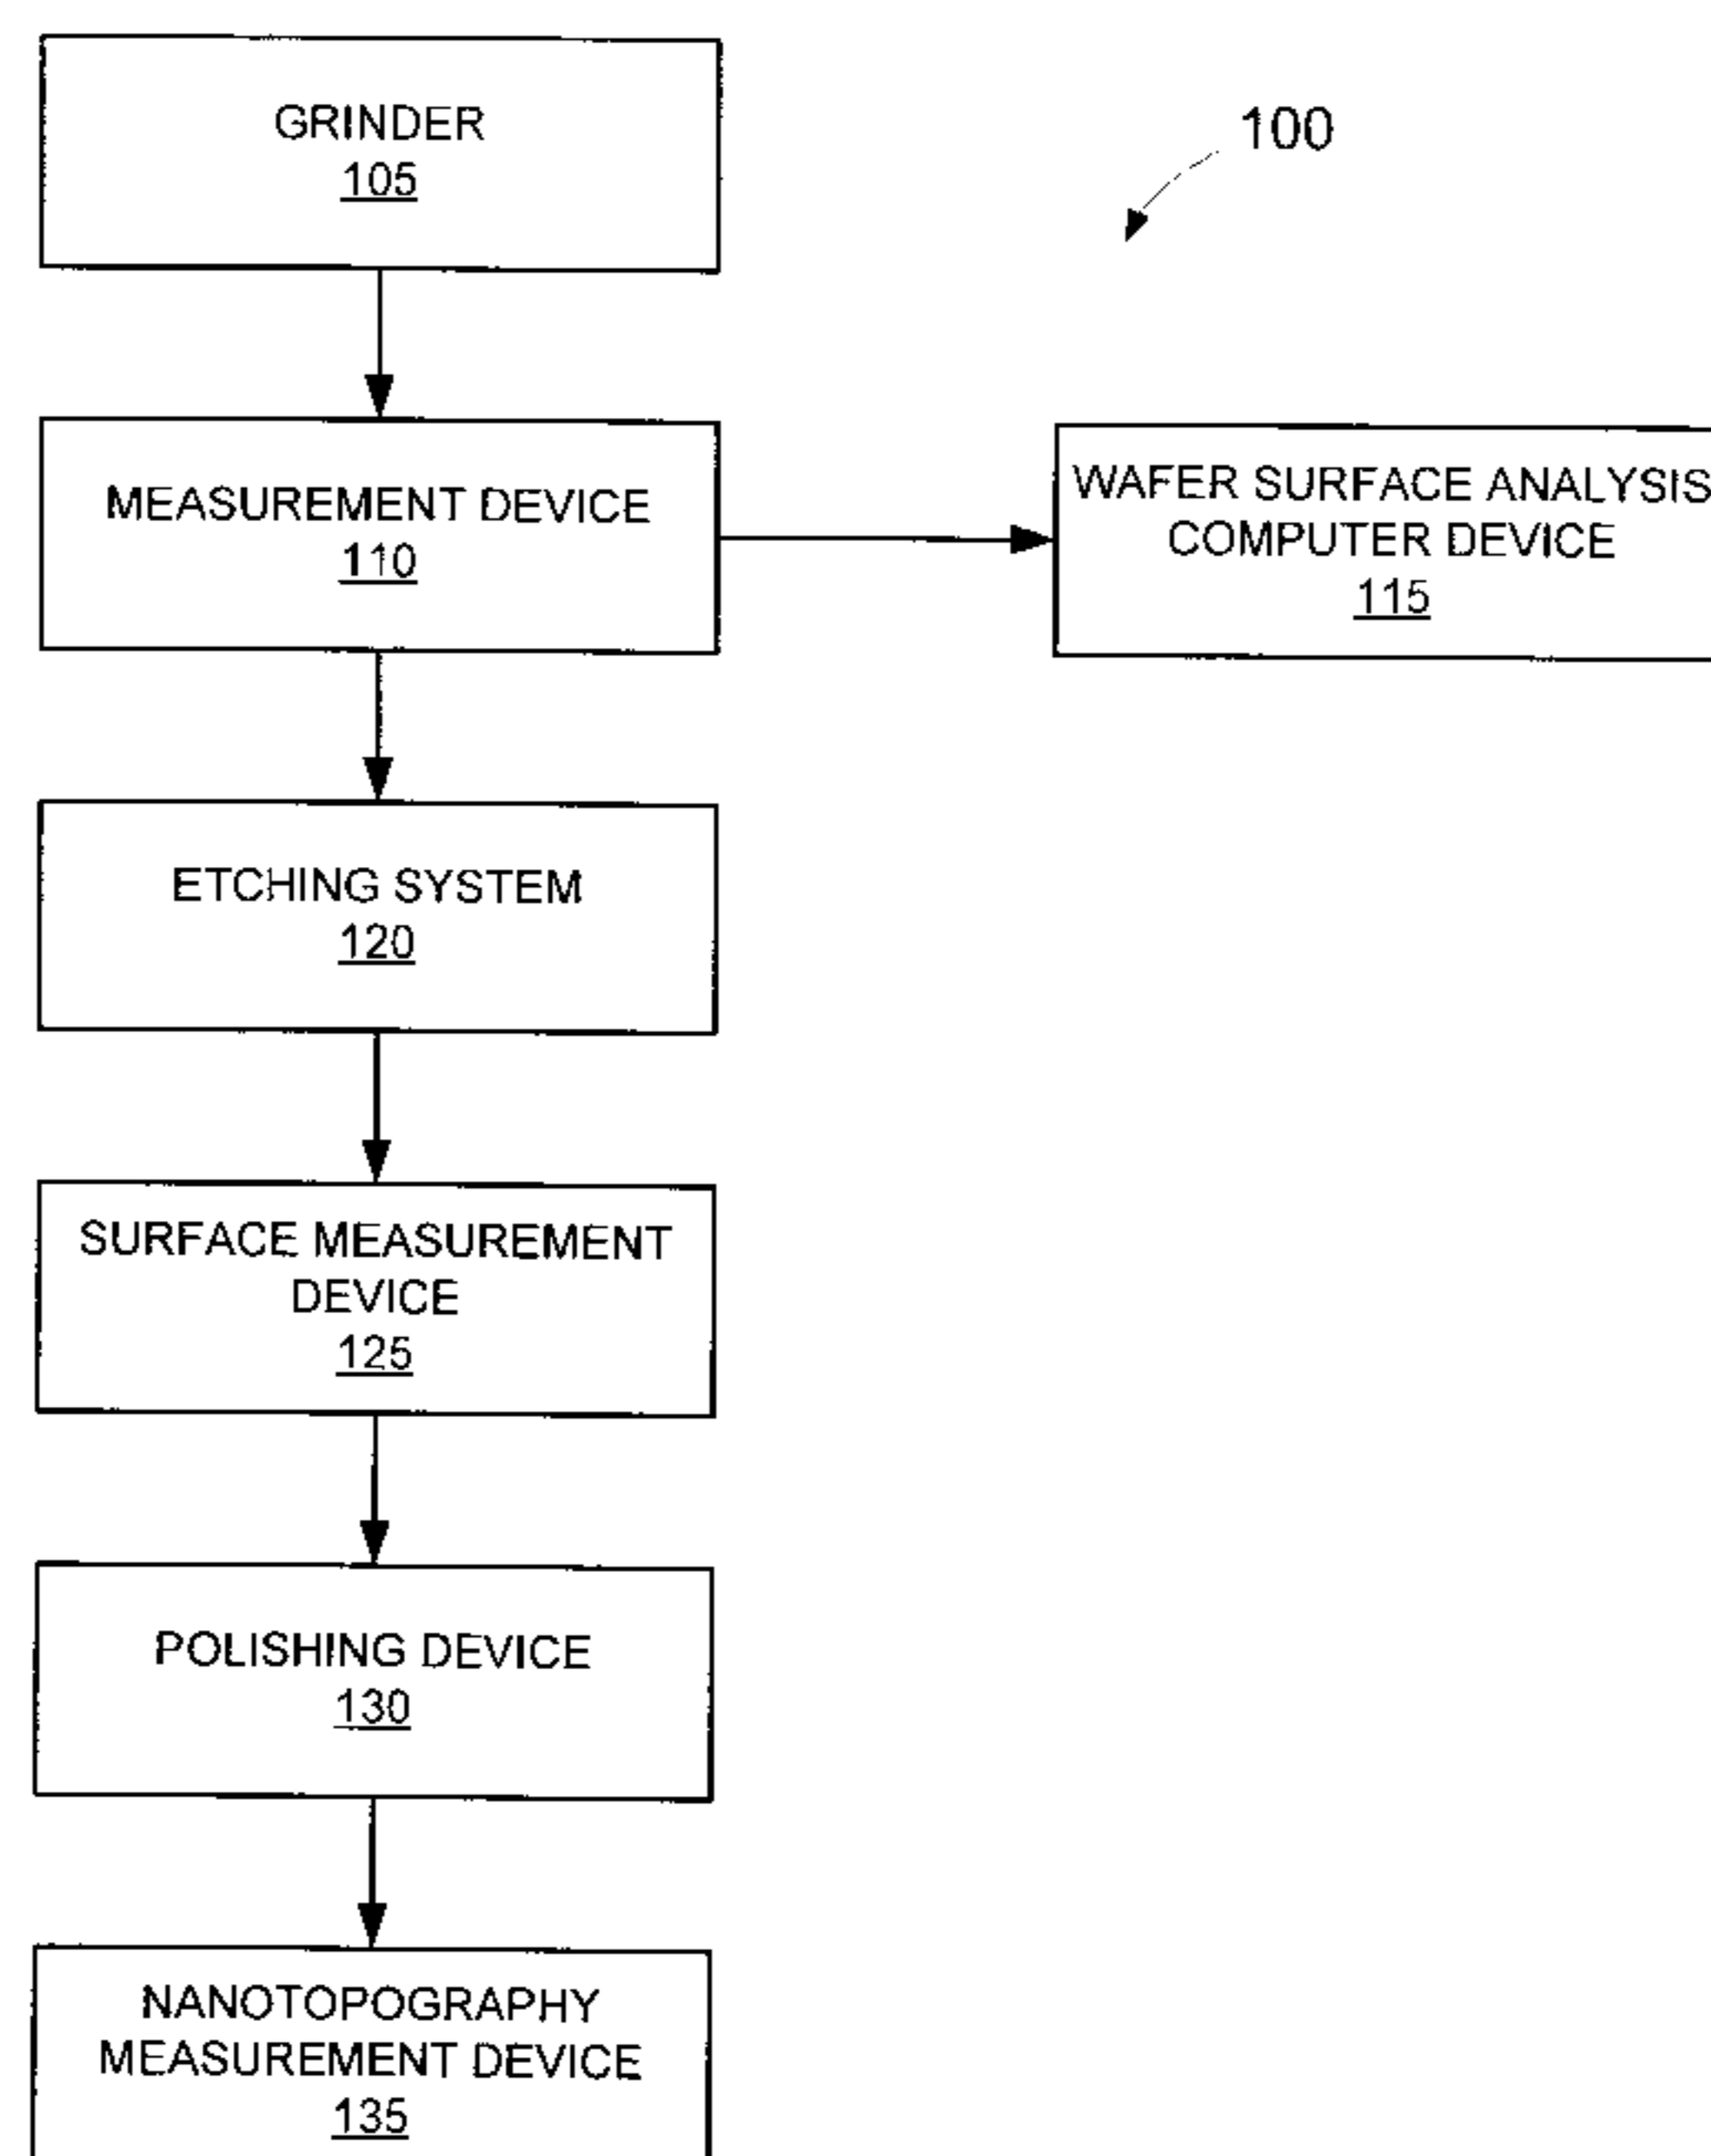 GRINDER
105
100
MEASUREMENT DEVICE
110
WAFER SURFACE ANALYSIS
COMPUTER DEVICE
115
ETCHING SYSTEM
120
SURFACE MEASUREMENT
DEVICE
125
POLISHING DEVICE
130
NANOTOPOGRAPHY
MEASUREMENT DEVICE
135